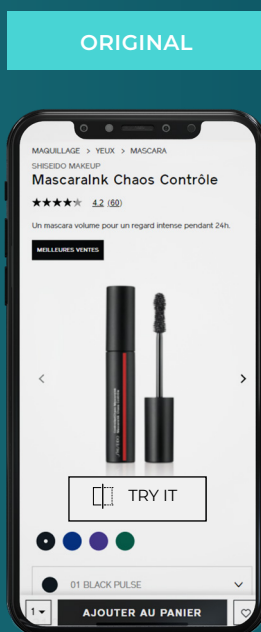 ORIGINAL
MAQUILLAGE > YEUX > MASCARA
SHISEIDO MAKEUP
MascaraInk Chaos Contrôle
4.2 (60)
Un mascara volume pour un regard intense pendant 24h.
MEILLEURES VENTES
TRY IT
01 BLACK PULSE
1
AJOUTER AU PANIER